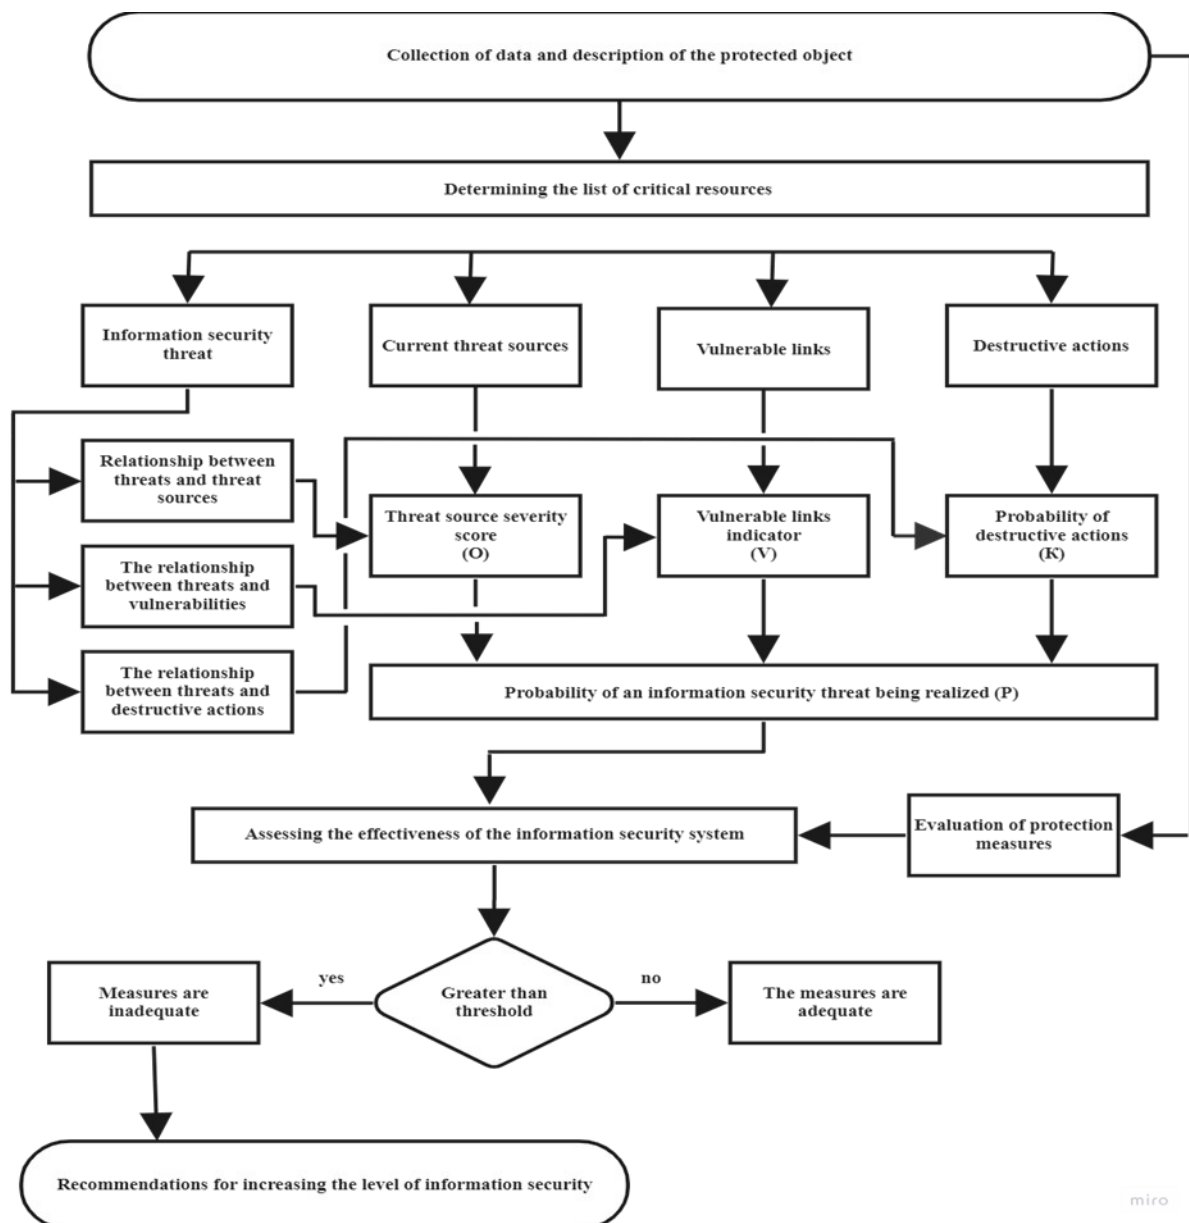 Collection of data and description of the protected object
Determining the list of critical resources
Information security
threat
Current threat sources
Vulnerable links
Destructive actions
Relationship between
threats and threat
sources
Threat source severity
score
(O)
Vulnerable links
indicator
(V)
Probability of
destructive actions
(K)
The relationship
between threats and
vulnerabilities
The relationship
between threats and
destructive actions
Probability of an information security threat being realized (P)
Assessing the effectiveness of the information security system
Evaluation of protection
measures
yes
no
Measures are
inadequate
Greater than
threshold
The measures are
adequate
Recommendations for increasing the level of information security
miro